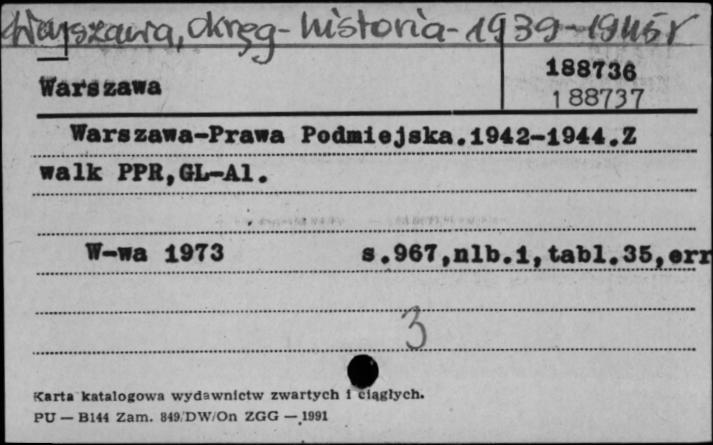 Warszawa, okręg - historia - 1939-1945 r
188736
Warszawa
188737
Warszawa-Prawa Podmiejska.1942-1944.Z
walk PPR,GL-Al.
W-wa 1973 s.967,nlb.1,tabl.35,err
3
Karta katalogowa wydawnictw zwartych i ciągłych.
PU — B144 Zam. 849/DW/On ZGG — 1991